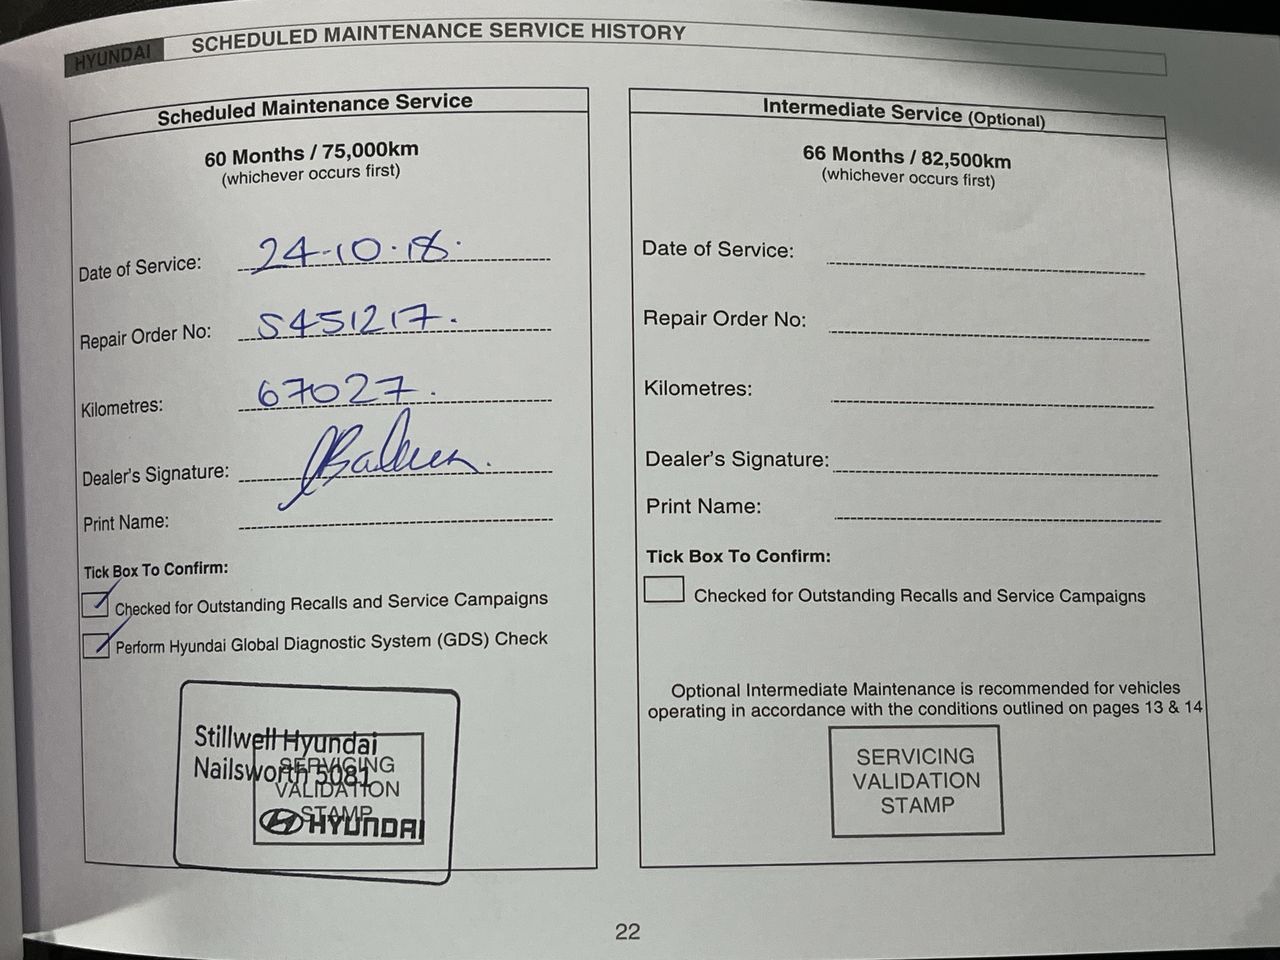 HYUNDAI
SCHEDULED MAINTENANCE SERVICE HISTORY
Scheduled Maintenance Service
60 Months / 75,000km
(whichever occurs first)
Date of Service: 24-10-18.
Repair Order No: S451217.
Kilometres: 67027.
Dealer's Signature:
Print Name:
Tick Box To Confirm:
Checked for Outstanding Recalls and Service Campaigns
Perform Hyundai Global Diagnostic System (GDS) Check
Stillwell Hyundai
Nailsworth 5081
HYUNDAI
SERVICING
VALIDATION
STAMP
Intermediate Service (Optional)
66 Months / 82,500km
(whichever occurs first)
Date of Service:
Repair Order No:
Kilometres:
Dealer's Signature:
Print Name:
Tick Box To Confirm:
Checked for Outstanding Recalls and Service Campaigns
Optional Intermediate Maintenance is recommended for vehicles
operating in accordance with the conditions outlined on pages 13 & 14
SERVICING
VALIDATION
STAMP
22